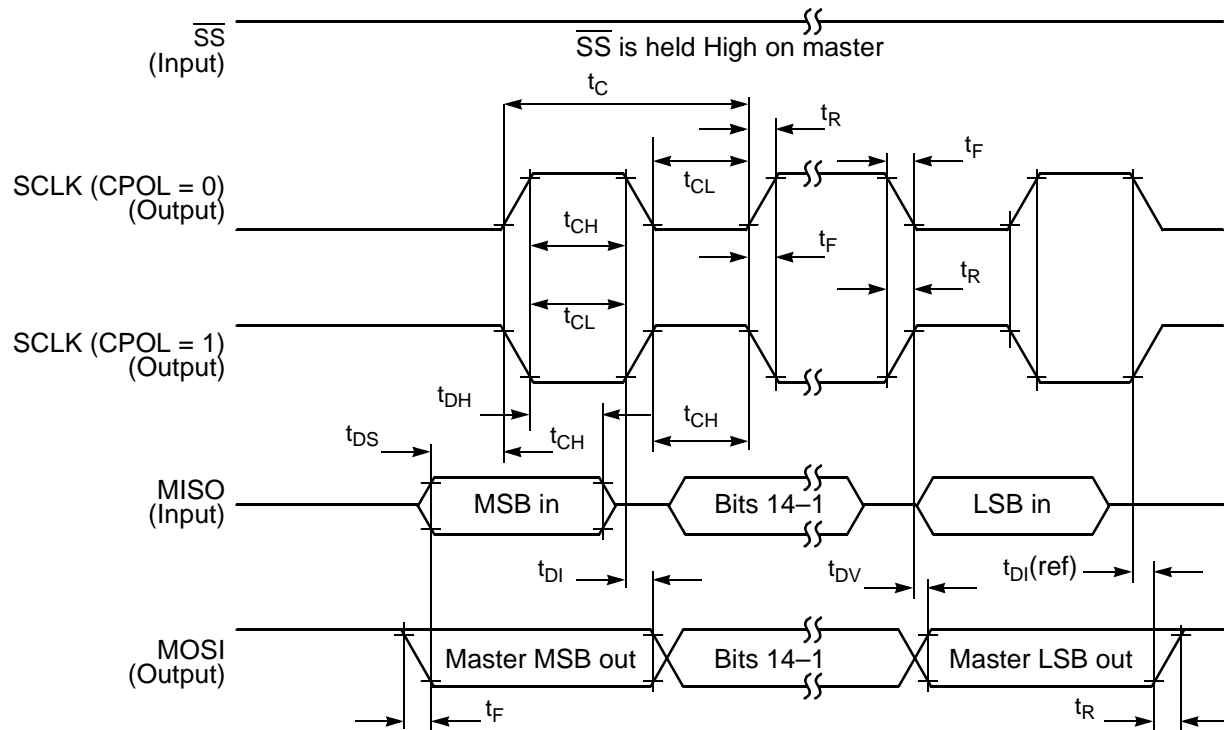 SS
(Input)
SS is held High on master
tC
tR
tF
SCLK (CPOL = 0)
(Output)
tCL
tCH
tF
tR
tCL
SCLK (CPOL = 1)
(Output)
tDH
tCH
tDS
tCH
MISO
(Input)
MSB in
Bits 14–1
LSB in
tDI
tDV
tDI(ref)
MOSI
(Output)
Master MSB out
Bits 14–1
Master LSB out
tF
tR